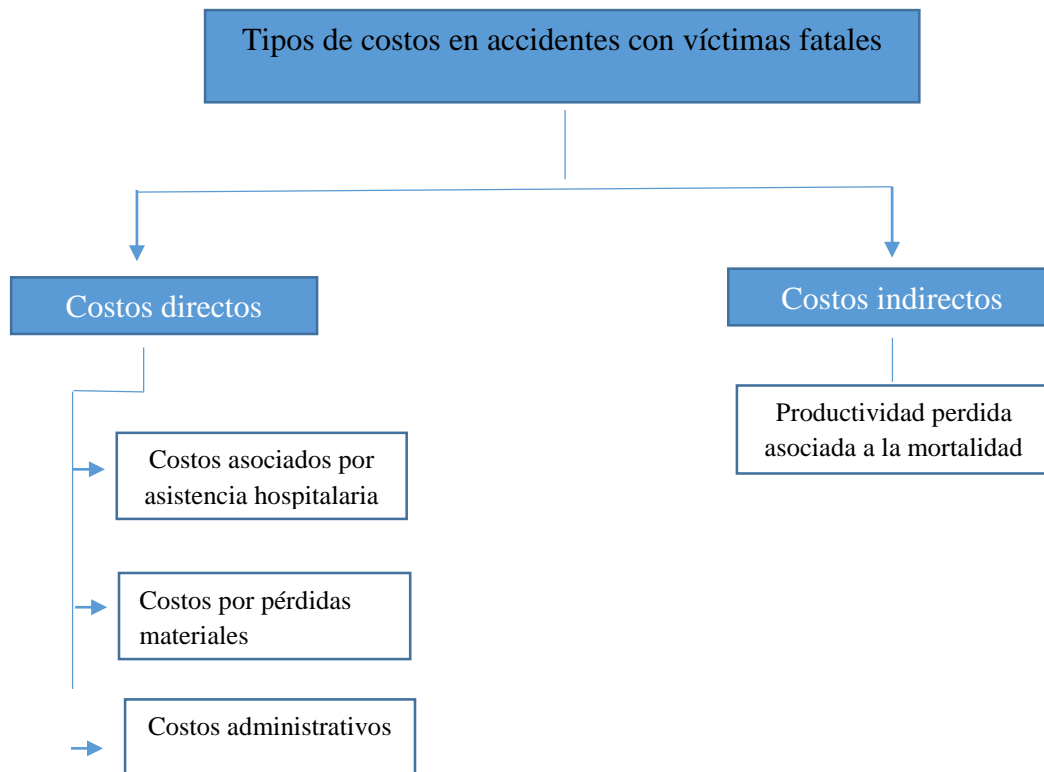 Tipos de costos en accidentes con víctimas fatales
Costos directos
Costos indirectos
Productividad perdida
asociada a la mortalidad
Costos asociados por
asistencia hospitalaria
Costos por pérdidas
materiales
Costos administrativos